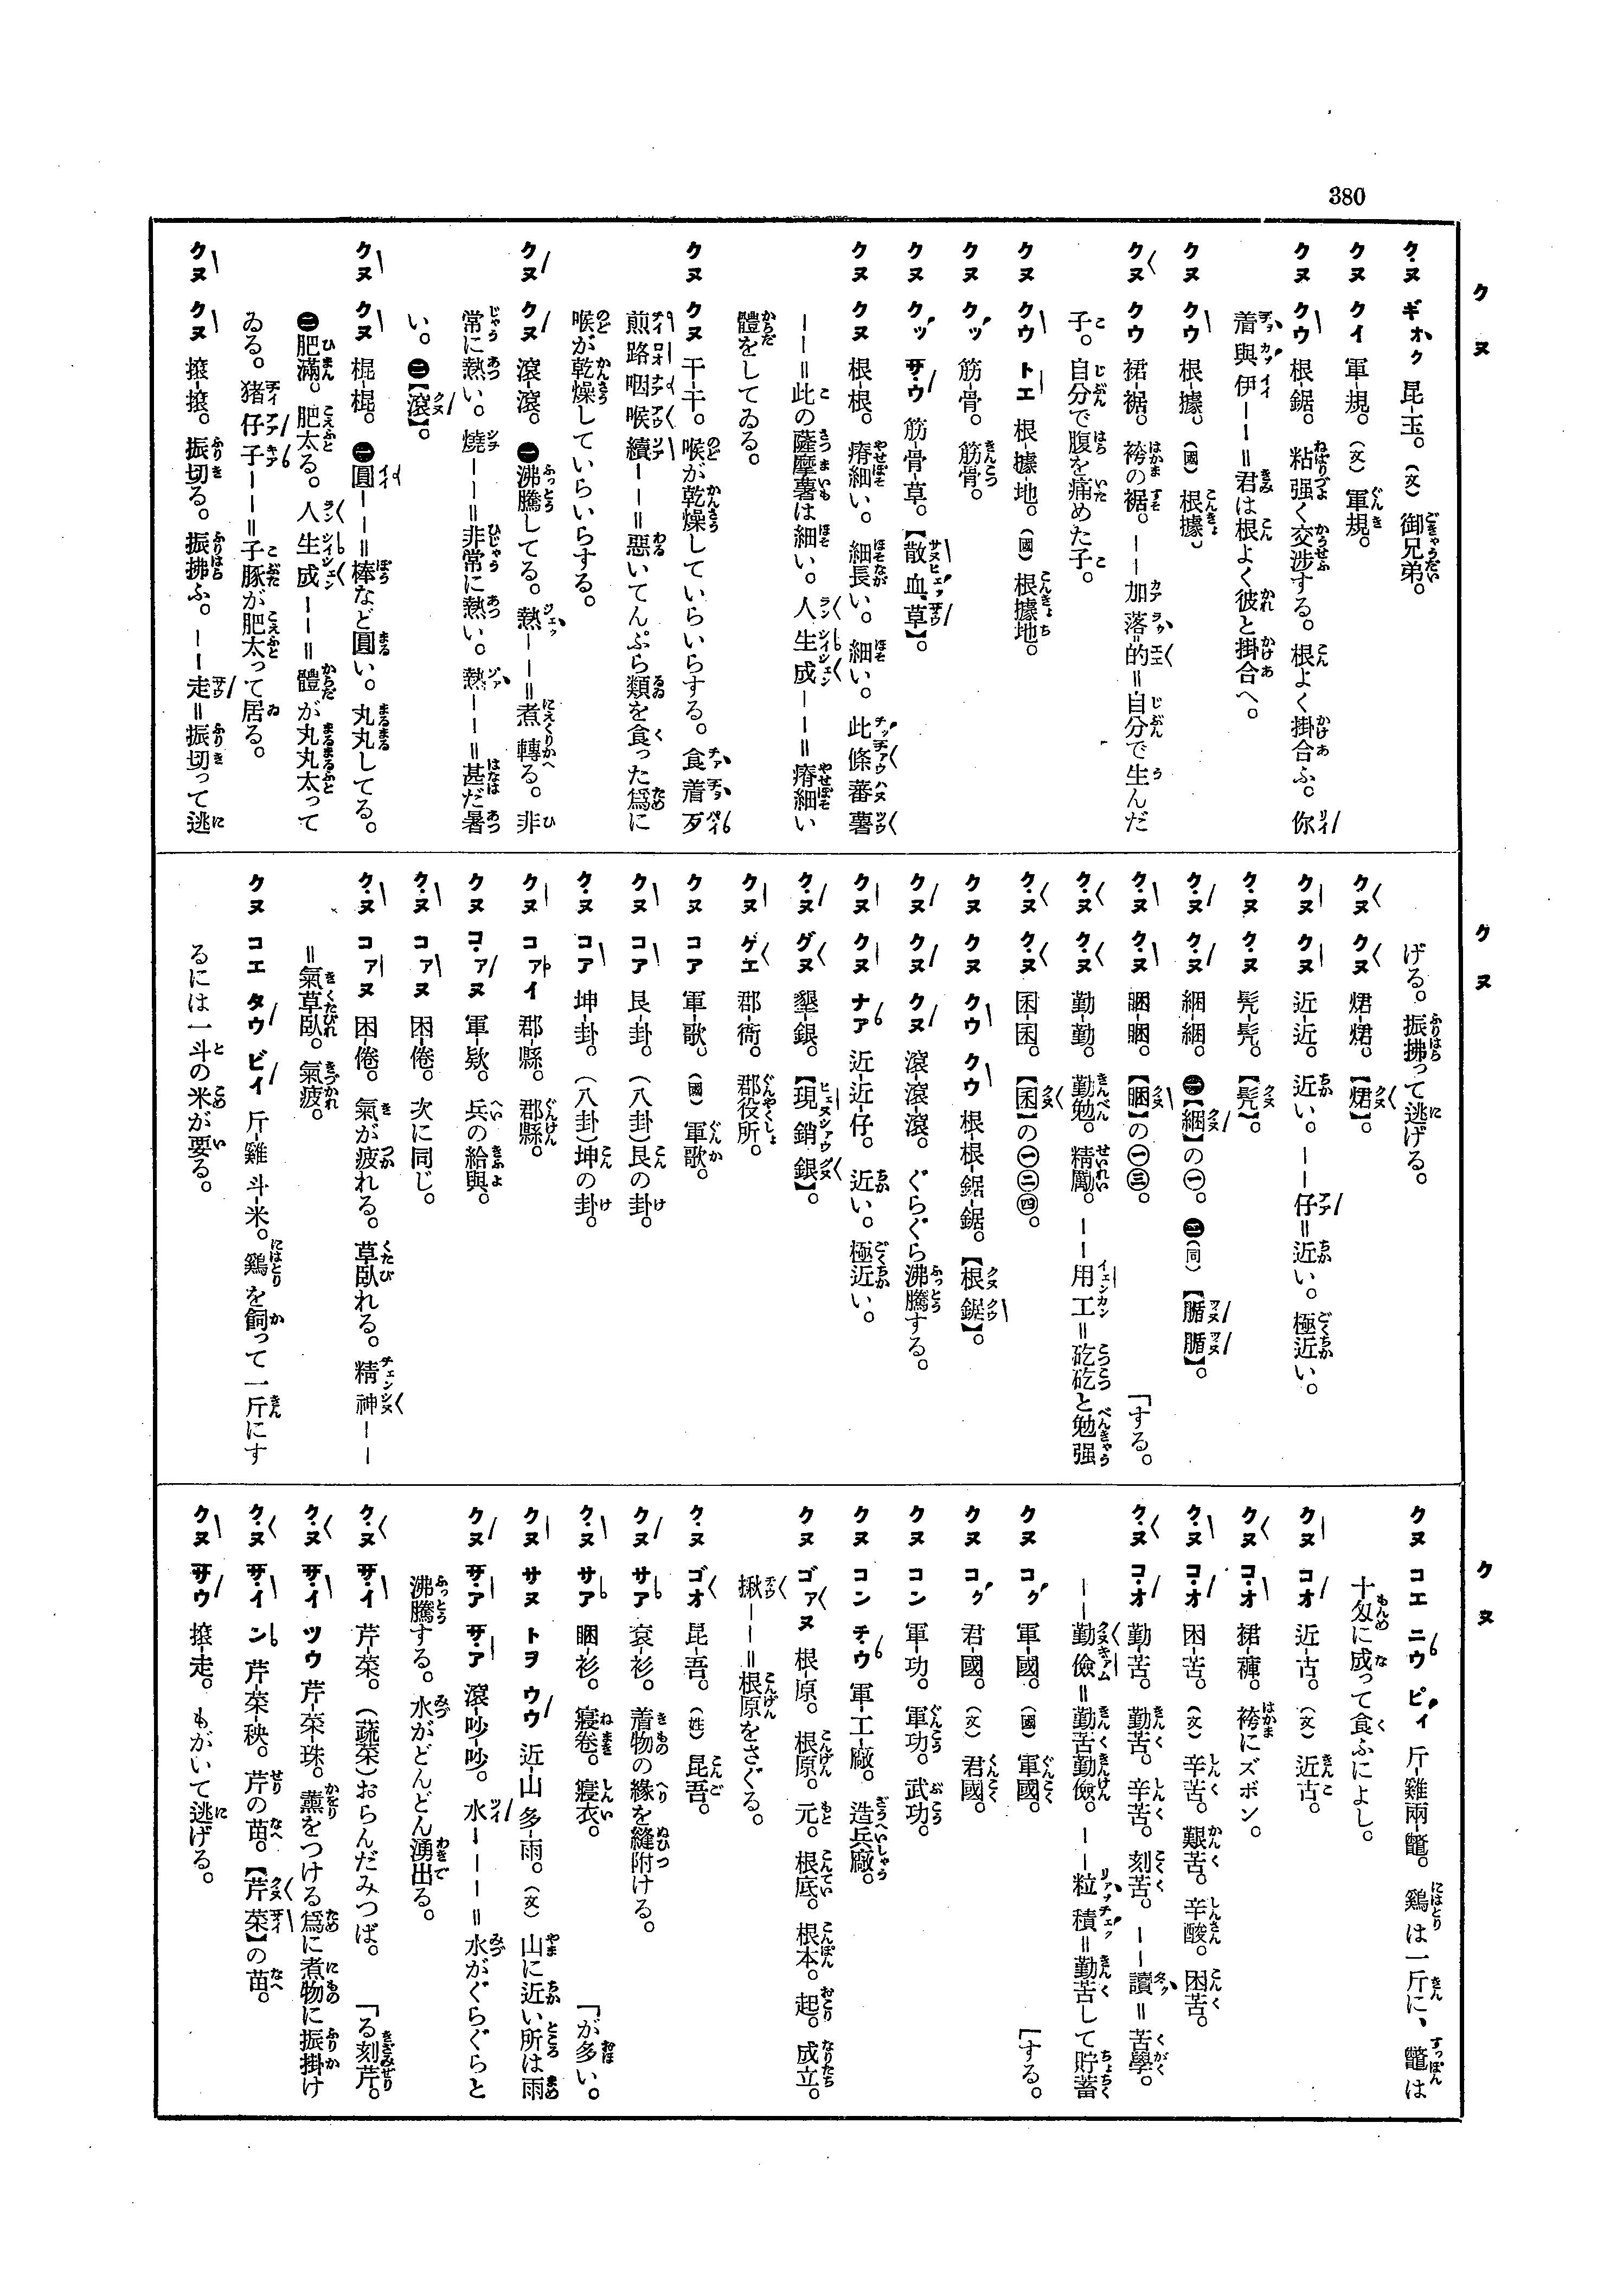 380
クヌ
ク・ヌ ギオク 昆-玉。(文) 御兄弟。
クヌ クイ 軍-規。(文) 軍規。
クヌ クウ 根-鋸。粘强く交渉する。根よく掛合ふ。你
着與伊――=君は根よく彼と掛合へ。
クヌ クウ 根-據。(國) 根據。
クヌ クウ 裙-裾。袴の裾。――加落的=自分で生んだ
子。自分で腹を痛めた子。
クヌ クウ トエ 根-據-地。(國) 根據地。
クヌ クッ 筋-骨。筋骨。
クヌ クッ サ・ウ 筋-骨-草。【散血草】。
クヌ クヌ 根-根。瘠細い。細長い。細い。此條蕃薯
――=此の薩摩薯は細い。人生成――=瘠細い
體をしてゐる。
クヌ クヌ 干-干。喉が乾燥していらいらする。食着歹
煎路咽喉續――=惡いてんぷら類を食った爲に
喉が乾燥していらいらする。
クヌ クヌ 滾-滾。㊀沸騰してる。熱――=煮轉る。非
常に熱い。燒――=非常に熱い。熱――=甚だ暑
い。㊁【滾】。
クヌ クヌ 棍-棍。㊀圓――=棒など圓い。丸丸してる。
㊁肥滿。肥太る。人生成――=體が丸丸太って
ゐる。猪仔子――=子豚が肥太って居る。
クヌ クヌ 㨰-㨰。振切る。振拂ふ。――走=振切って逃
クヌ
げる。振拂って逃げる。
クヌ クヌ 焄-焄。【焄】。
クヌ クヌ 近-近。近い。――仔=近い。極近い。
クヌ ク・ヌ 髡-髡。【髡】。
ク・ヌ ク・ヌ 綑-綑。㊀【綑】の㊀。㊁(同)【腯腯】。
ク・ヌ ク・ヌ 睏-睏。【睏】の㊀㊂。
ク・ヌ ク・ヌ 勤-勤。勤勉。精勵。――用工=矻矻と勉强
「する。
ク・ヌ ク・ヌ 囷-囷。【囷】の㊀㊁㊃。
クヌ クウ クウ 根-根-鋸-鋸。【根鋸】。
クヌ クヌ クヌ 滾-滾-滾。ぐらぐら沸騰する。
クヌ クヌ ナア 近-近-仔。近い。極近い。
ク・ヌ グヌ 墾-銀。【現銷銀】。
クヌ ゲエ 郡-衙。郡役所。
クヌ コア 軍-歌。(國) 軍歌。
クヌ コア 艮-卦。(八卦)艮の卦。
ク・ヌ コア 坤-卦。(八卦)坤の卦。
クヌ コァイ 郡-縣。郡縣。
クヌ コ・アヌ 軍-欵。兵の給與。
ク・ヌ コァヌ 困-倦。次に同じ。
ク・ヌ コァヌ 困-倦。氣が疲れる。草臥れる。精神――
=氣草臥。氣疲。
クヌ コエ タウ ビイ 斤-雞 斗-米。鷄を飼って一斤にす
るには一斗の米が要る。
クヌ
クヌ コエ ニウ ピィ 斤-雞 兩-鼈。鷄は一斤に、鼈は
十匁に成って食ふによし。
クヌ コオ 近-古。(文) 近古。
クヌ コ・オ 裙-褲。袴にズボン。
ク・ヌ コ・オ 困-苦。(文) 辛苦。艱苦。辛酸。困苦。
ク・ヌ コ・オ 勤-苦。勤苦。辛苦。刻苦。――讀=苦學。
――勤儉=勤苦勤儉。――粒積=勤苦して貯蓄
「する。
クヌ コク 軍-國。(國) 軍國。
クヌ コク 君-國。(文) 君國。
クヌ コン 軍-功。軍功。武功。
クヌ コン チ・ウ 軍-工-廠。造兵廠。
クヌ ゴァヌ 根-原。根原。元。根底。根本。起。成立。
揪――=根原をさぐる。
ク・ヌ ゴオ 昆-吾。(姓) 昆吾。
クヌ サア 袞-衫。着物の緣を縫附ける。
ク・ヌ サア 睏-衫。寢卷。寢衣。
クヌ サヌ トヲ ウウ 近-山 多-雨。(文) 山に近い所は雨
「が多い。
クヌ サ・ア サ・ア 滾-吵-吵。水―――=水がぐらぐらと
沸騰する。水がどんどん湧出る。
ク・ヌ サ・イ 芹-菜。(蔬菜)おらんだみつば。
ク・ヌ サ・イ ツウ 芹-菜-珠。薰をつける爲に煮物に振掛け
「る刻芹。
ク・ヌ サ・イ ン 芹-菜-秧。芹の苗。【芹菜】の苗。
クヌ サ・ウ 㨰-走。もがいて逃げる。